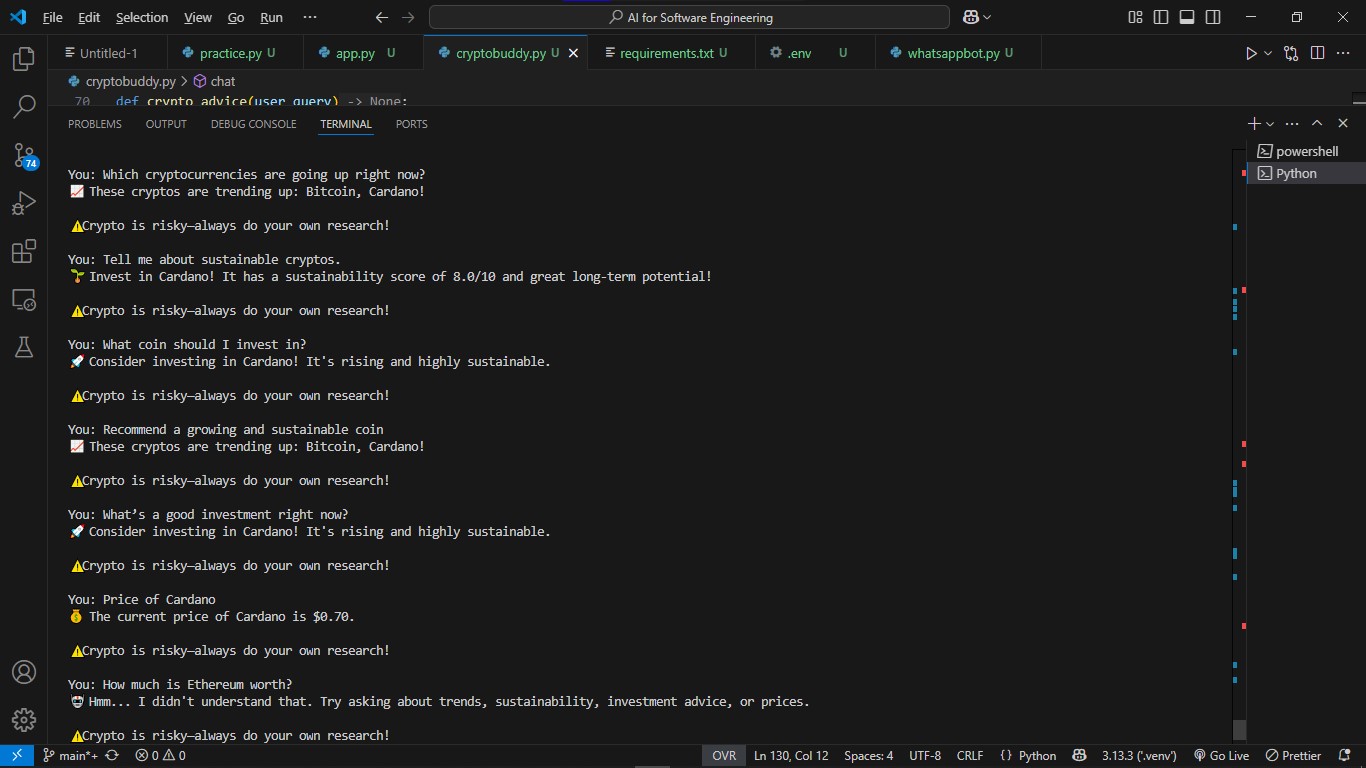 File Edit Selection View Go Run ··· AI for Software Engineering
Untitled-1 practice.py U app.py U cryptobuddy.py U requirements.txt U .env U whatsappbot.py U
cryptobuddy.py > chat
70 def crypto_advice(user_query) -> None:
PROBLEMS OUTPUT DEBUG CONSOLE TERMINAL PORTS
powershell
Python
You: Which cryptocurrencies are going up right now?
📈 These cryptos are trending up: Bitcoin, Cardano!
⚠️Crypto is risky—always do your own research!
You: Tell me about sustainable cryptos.
🌱 Invest in Cardano! It has a sustainability score of 8.0/10 and great long-term potential!
⚠️Crypto is risky—always do your own research!
You: What coin should I invest in?
🚀 Consider investing in Cardano! It's rising and highly sustainable.
⚠️Crypto is risky—always do your own research!
You: Recommend a growing and sustainable coin
📈 These cryptos are trending up: Bitcoin, Cardano!
⚠️Crypto is risky—always do your own research!
You: What’s a good investment right now?
🚀 Consider investing in Cardano! It's rising and highly sustainable.
⚠️Crypto is risky—always do your own research!
You: Price of Cardano
💰 The current price of Cardano is $0.70.
⚠️Crypto is risky—always do your own research!
You: How much is Ethereum worth?
🤖 Hmm... I didn't understand that. Try asking about trends, sustainability, investment advice, or prices.
⚠️Crypto is risky—always do your own research!
74
main*+ 0 0 OVR Ln 130, Col 12 Spaces: 4 UTF-8 CRLF {} Python 3.13.3 ('.venv') Go Live Prettier